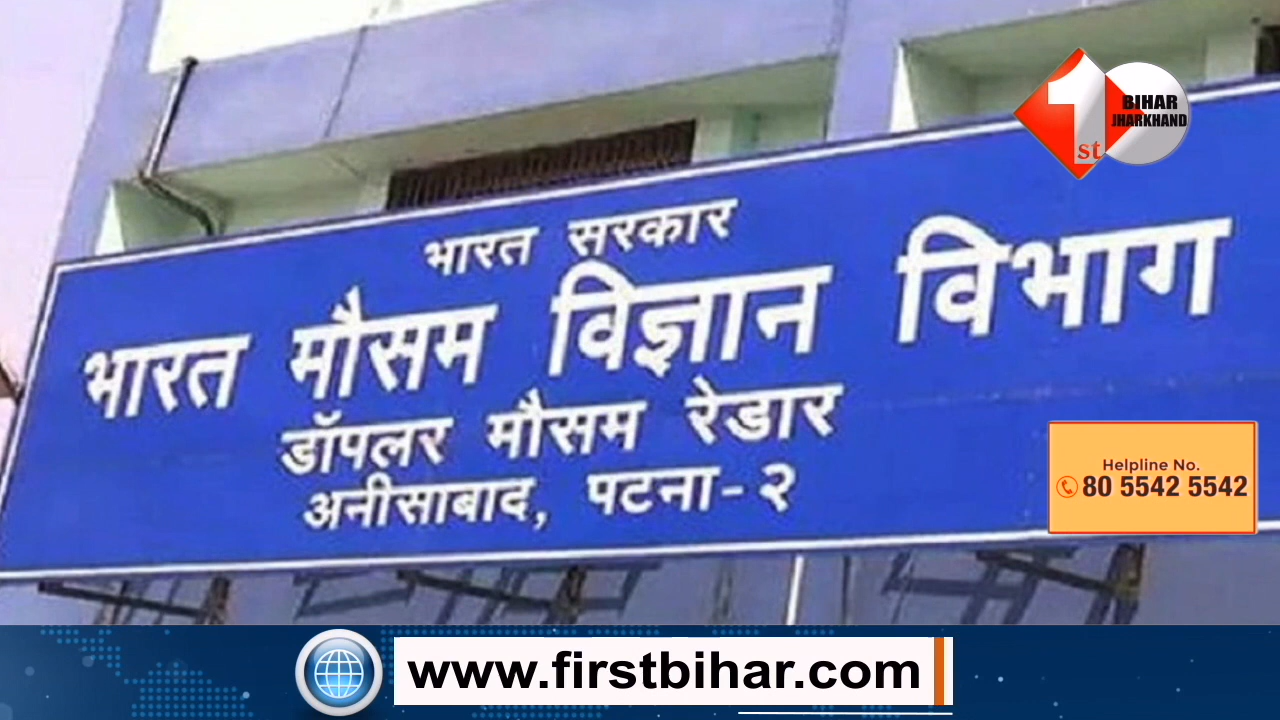 1st
BIHAR
JHARKHAND
भारत सरकार
भारत मौसम विज्ञान विभाग
डॉपलर मौसम रेडार
अनीसाबाद, पटना-२
Helpline No.
80 5542 5542
www.firstbihar.com